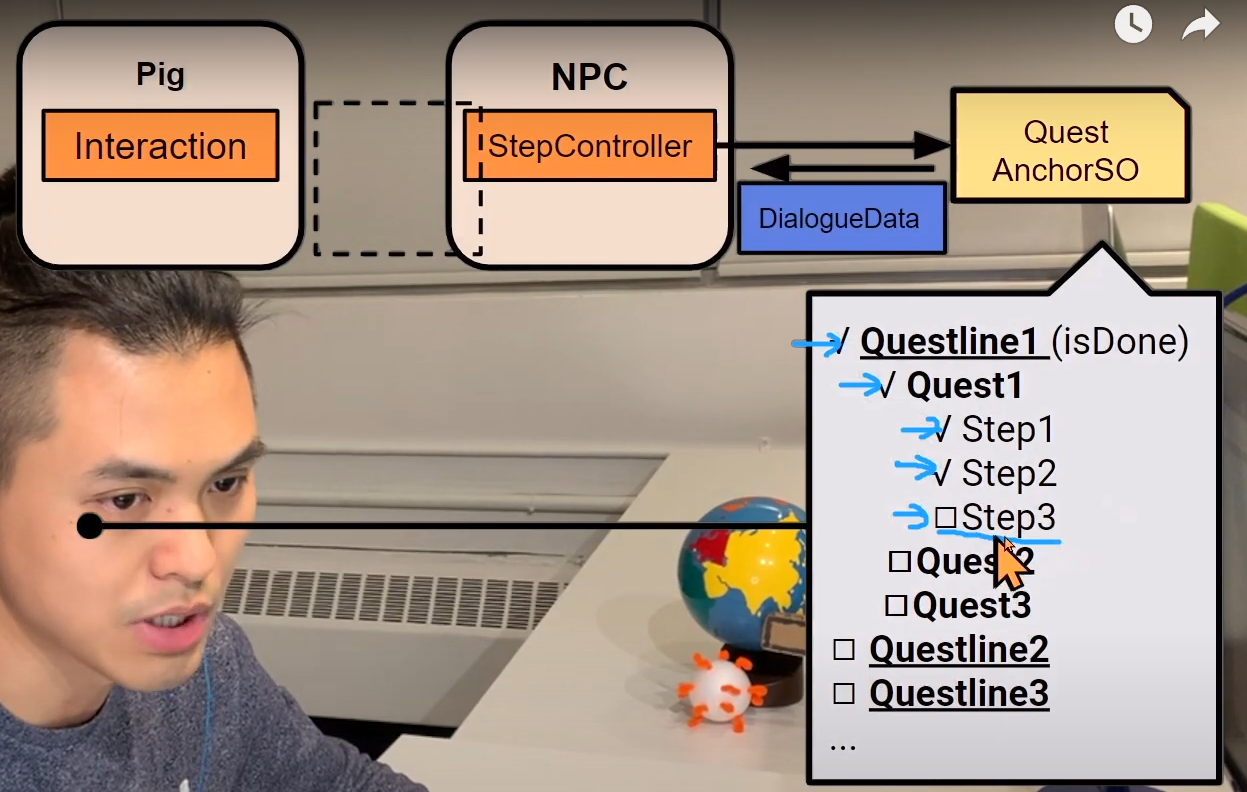 Pig
Interaction
NPC
StepController
Quest
AnchorSO
DialogueData
√ Questline1 (isDone)
√ Quest1
√ Step1
√ Step2
☐ Step3
☐ Quest2
☐ Quest3
☐ Questline2
☐ Questline3
...